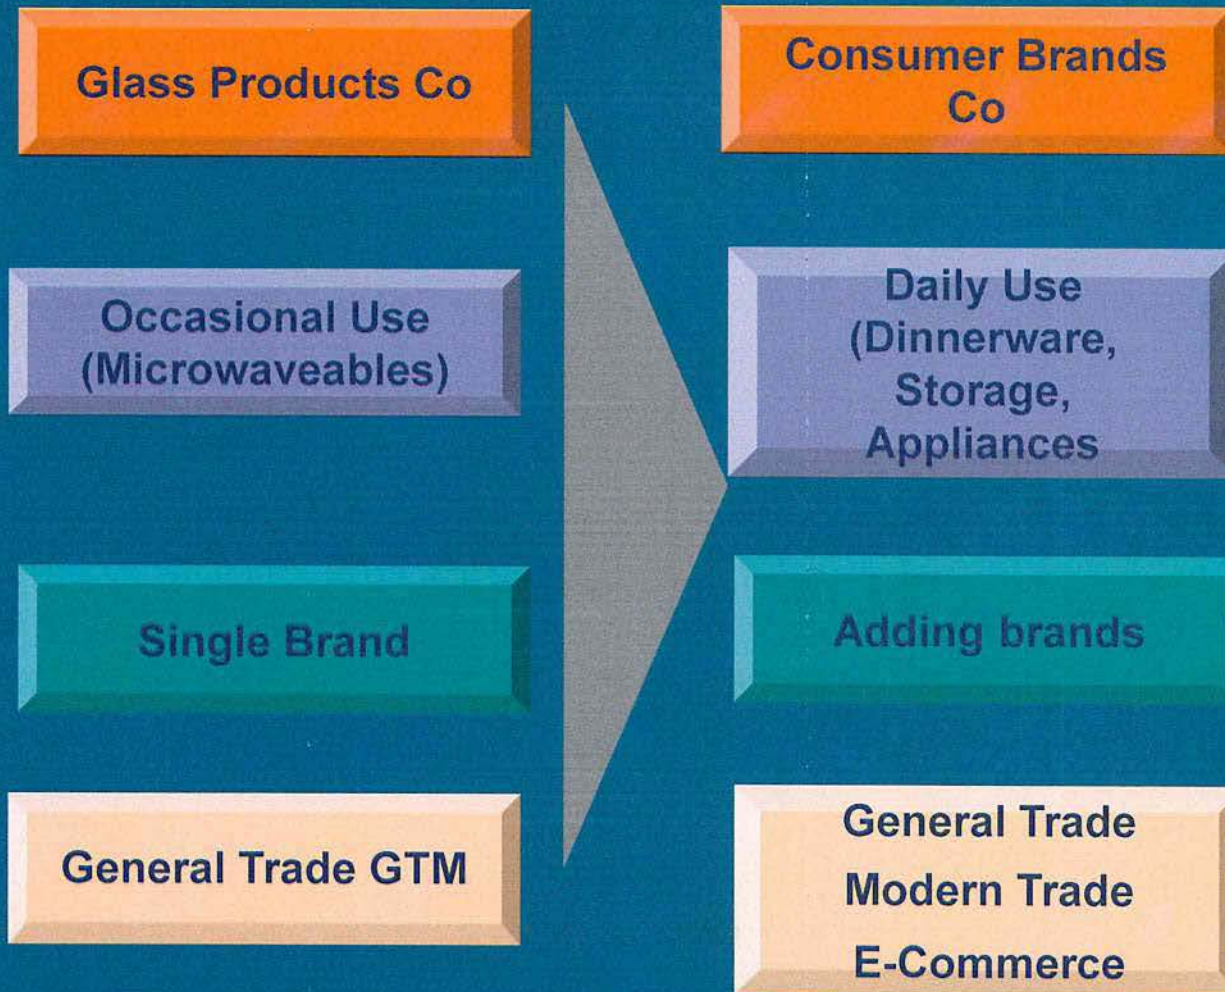 Glass Products Co
Consumer Brands
Co
Occasional Use
(Microwaveables)
Daily Use
(Dinnerware,
Storage,
Appliances
Single Brand
Adding brands
General Trade GTM
General Trade
Modern Trade
E-Commerce